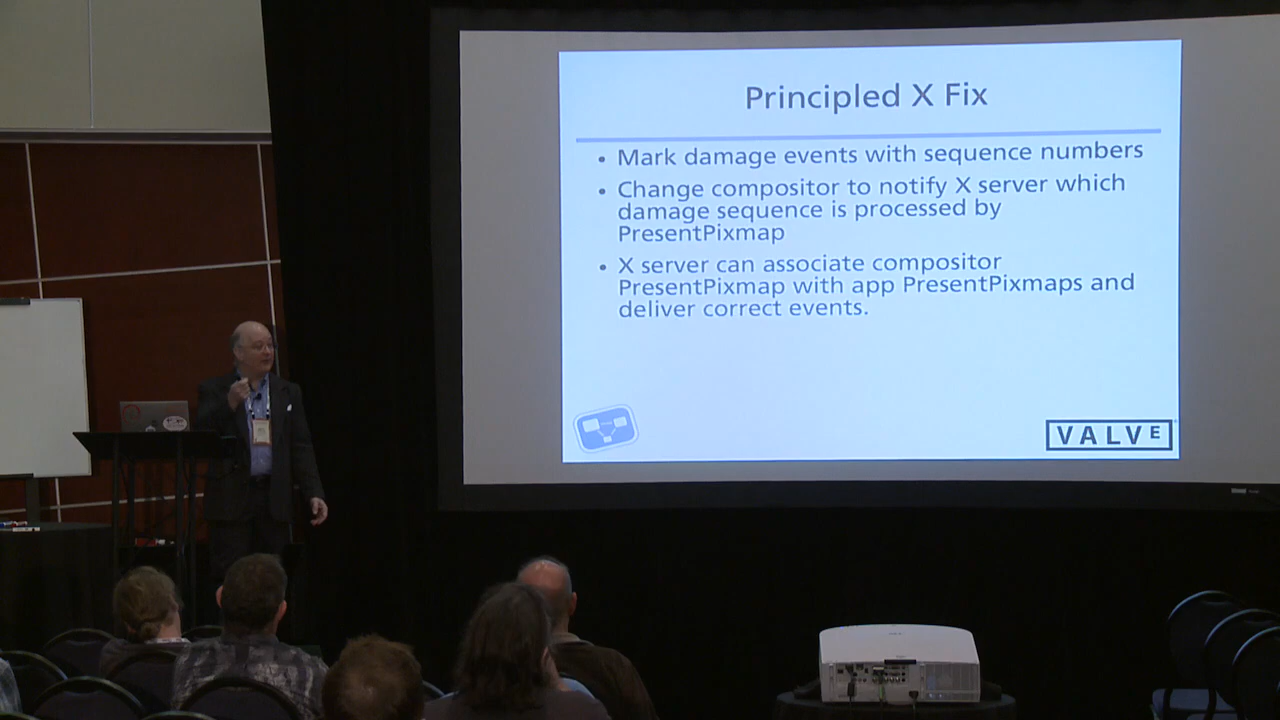 Principled X Fix
• Mark damage events with sequence numbers
• Change compositor to notify X server which
damage sequence is processed by
PresentPixmap
• X server can associate compositor
PresentPixmap with app PresentPixmaps and
deliver correct events.
VALVE